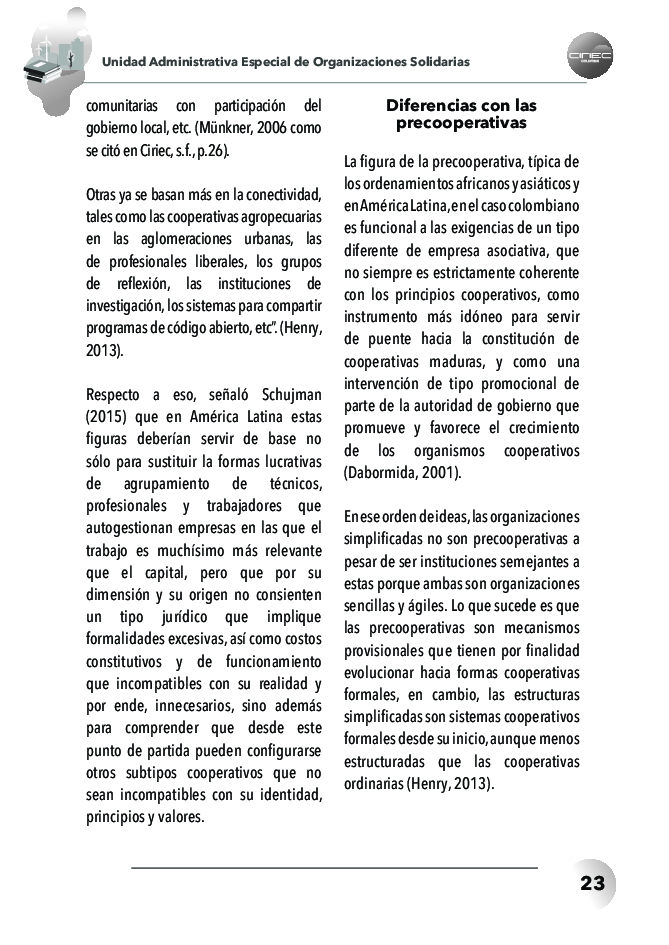 Unidad Administrativa Especial de Organizaciones Solidarias
CIRIEC
COLOMBIA
comunitarias con participación del
gobierno local, etc. (Münkner, 2006 como
se citó en Ciriec, s.f., p.26).
Otras ya se basan más en la conectividad,
tales como las cooperativas agropecuarias
en las aglomeraciones urbanas, las
de profesionales liberales, los grupos
de reflexión, las instituciones de
investigación, los sistemas para compartir
programas de código abierto, etc”. (Henry,
2013).
Respecto a eso, señaló Schujman
(2015) que en América Latina estas
figuras deberían servir de base no
sólo para sustituir la formas lucrativas
de agrupamiento de técnicos,
profesionales y trabajadores que
autogestionan empresas en las que el
trabajo es muchísimo más relevante
que el capital, pero que por su
dimensión y su origen no consienten
un tipo jurídico que implique
formalidades excesivas, así como costos
constitutivos y de funcionamiento
que incompatibles con su realidad y
por ende, innecesarios, sino además
para comprender que desde este
punto de partida pueden configurarse
otros subtipos cooperativos que no
sean incompatibles con su identidad,
principios y valores.
Diferencias con las
precooperativas
La figura de la precooperativa, típica de
los ordenamientos africanos y asiáticos y
en América Latina, en el caso colombiano
es funcional a las exigencias de un tipo
diferente de empresa asociativa, que
no siempre es estrictamente coherente
con los principios cooperativos, como
instrumento más idóneo para servir
de puente hacia la constitución de
cooperativas maduras, y como una
intervención de tipo promocional de
parte de la autoridad de gobierno que
promueve y favorece el crecimiento
de los organismos cooperativos
(Dabormida, 2001).
En ese orden de ideas, las organizaciones
simplificadas no son precooperativas a
pesar de ser instituciones semejantes a
estas porque ambas son organizaciones
sencillas y ágiles. Lo que sucede es que
las precooperativas son mecanismos
provisionales que tienen por finalidad
evolucionar hacia formas cooperativas
formales, en cambio, las estructuras
simplificadas son sistemas cooperativos
formales desde su inicio, aunque menos
estructuradas que las cooperativas
ordinarias (Henry, 2013).
23